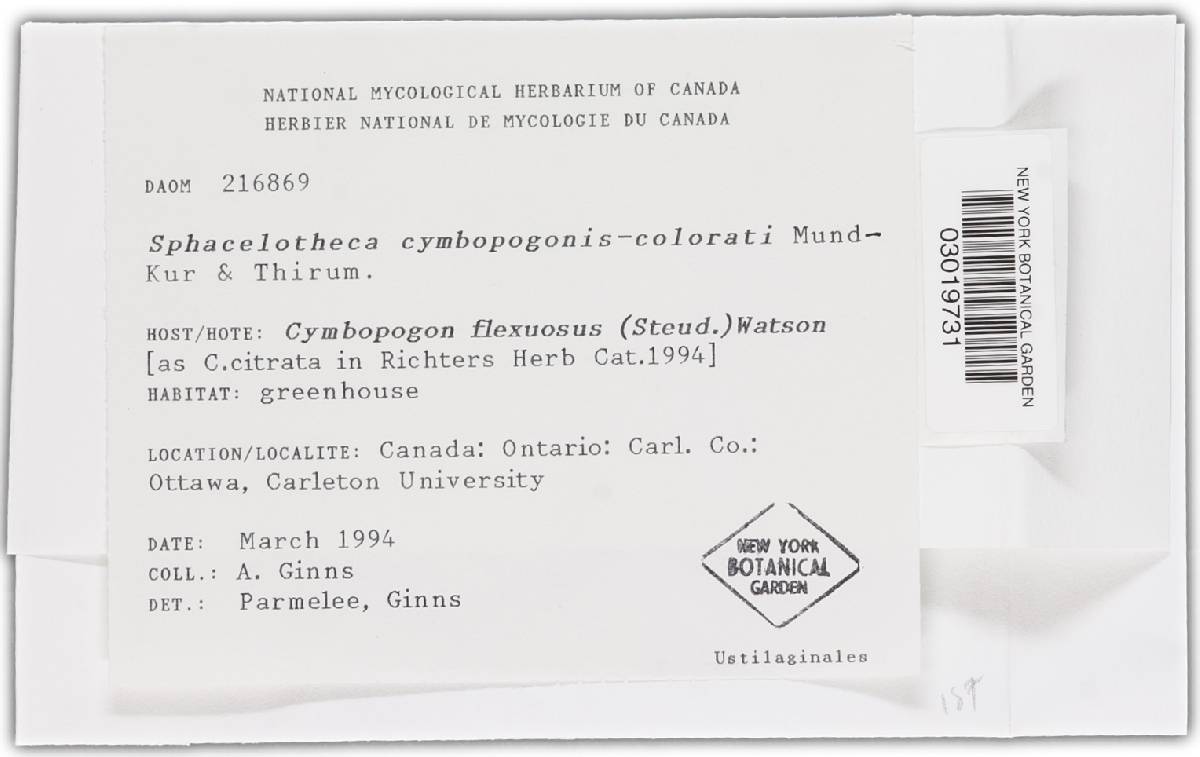 NATIONAL MYCOLOGICAL HERBARIUM OF CANADA
HERBIER NATIONAL DE MYCOLOGIE DU CANADA
DAOM 216869
Sphacelotheca cymbopogonis-colorati Mund-
Kur & Thirum.
HOST/HOTE: Cymbopogon flexuosus (Steud.)Watson
[as C.citrata in Richters Herb Cat.1994]
HABITAT: greenhouse
LOCATION/LOCALITE: Canada: Ontario: Carl. Co.:
Ottawa, Carleton University
DATE: March 1994
COLL.: A. Ginns
DET.: Parmelee, Ginns
NEW YORK
BOTANICAL
GARDEN
Ustilaginales
NEW YORK BOTANICAL GARDEN
03019731